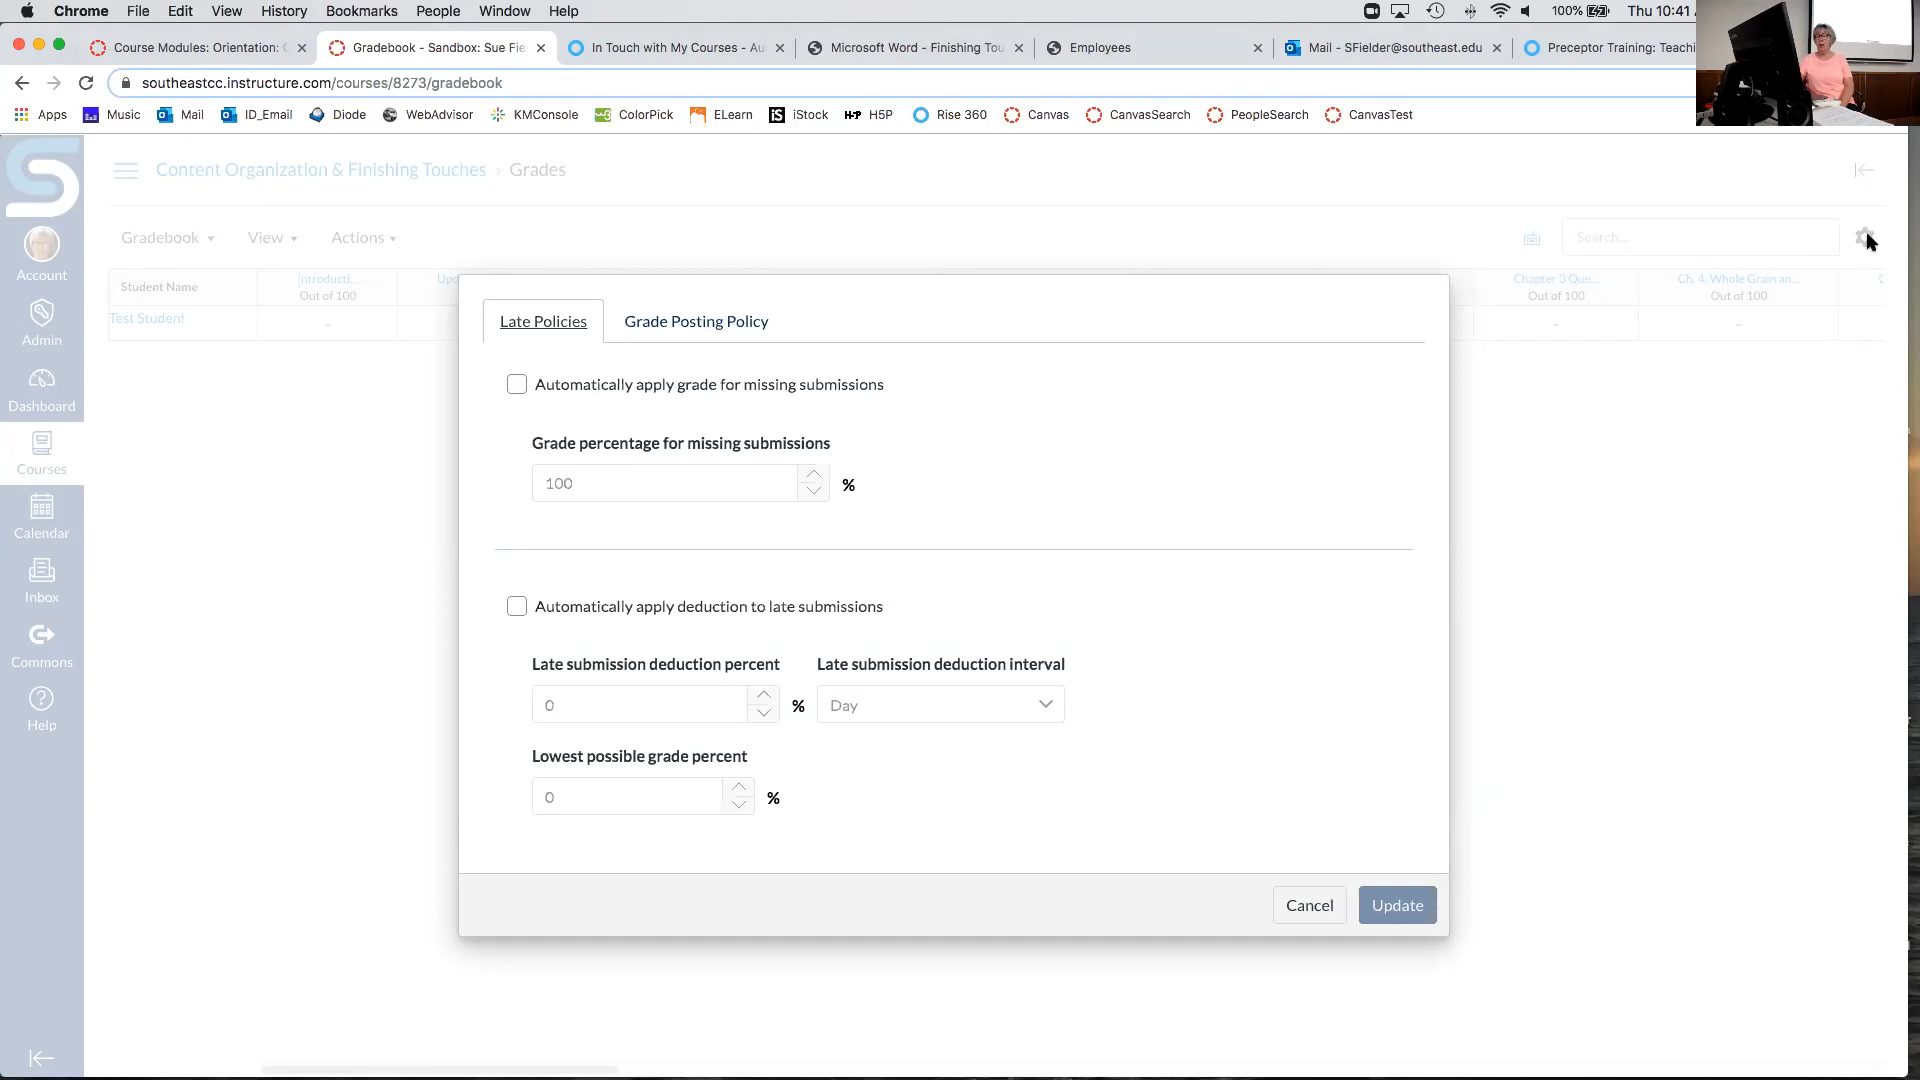 Chrome File Edit View History Bookmarks People Window Help 100% Thu 10:41
Course Modules: Orientation: Gradebook - Sandbox: Sue Fie In Touch with My Courses - Au Microsoft Word - Finishing Tou Employees Mail - SFielder@southeast.edu Preceptor Training: Teachi
southeastcc.instructure.com/courses/8273/gradebook
Apps Music Mail ID_Email Diode WebAdvisor KMConsole ColorPick ELearn iStock H5P Rise 360 Canvas CanvasSearch PeopleSearch CanvasTest
Content Organization & Finishing Touches › Grades
Gradebook View Actions Search...
Student Name
Introducti...
Out of 100
Upd
Chapter 3 Que...
Out of 100
Ch. 4: Whole Grain an...
Out of 100
Test Student - - -
Account
Admin
Dashboard
Courses
Calendar
Inbox
Commons
Help
Late Policies Grade Posting Policy
Automatically apply grade for missing submissions
Grade percentage for missing submissions
100 %
Automatically apply deduction to late submissions
Late submission deduction percent Late submission deduction interval
0 % Day
Lowest possible grade percent
0 %
Cancel Update